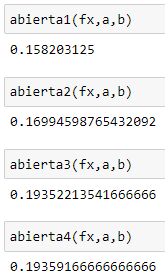 abierta1(fx,a,b)
0.158203125
abierta2(fx,a,b)
0.16994598765432092
abierta3(fx,a,b)
0.19352213541666666
abierta4(fx,a,b)
0.19359166666666666